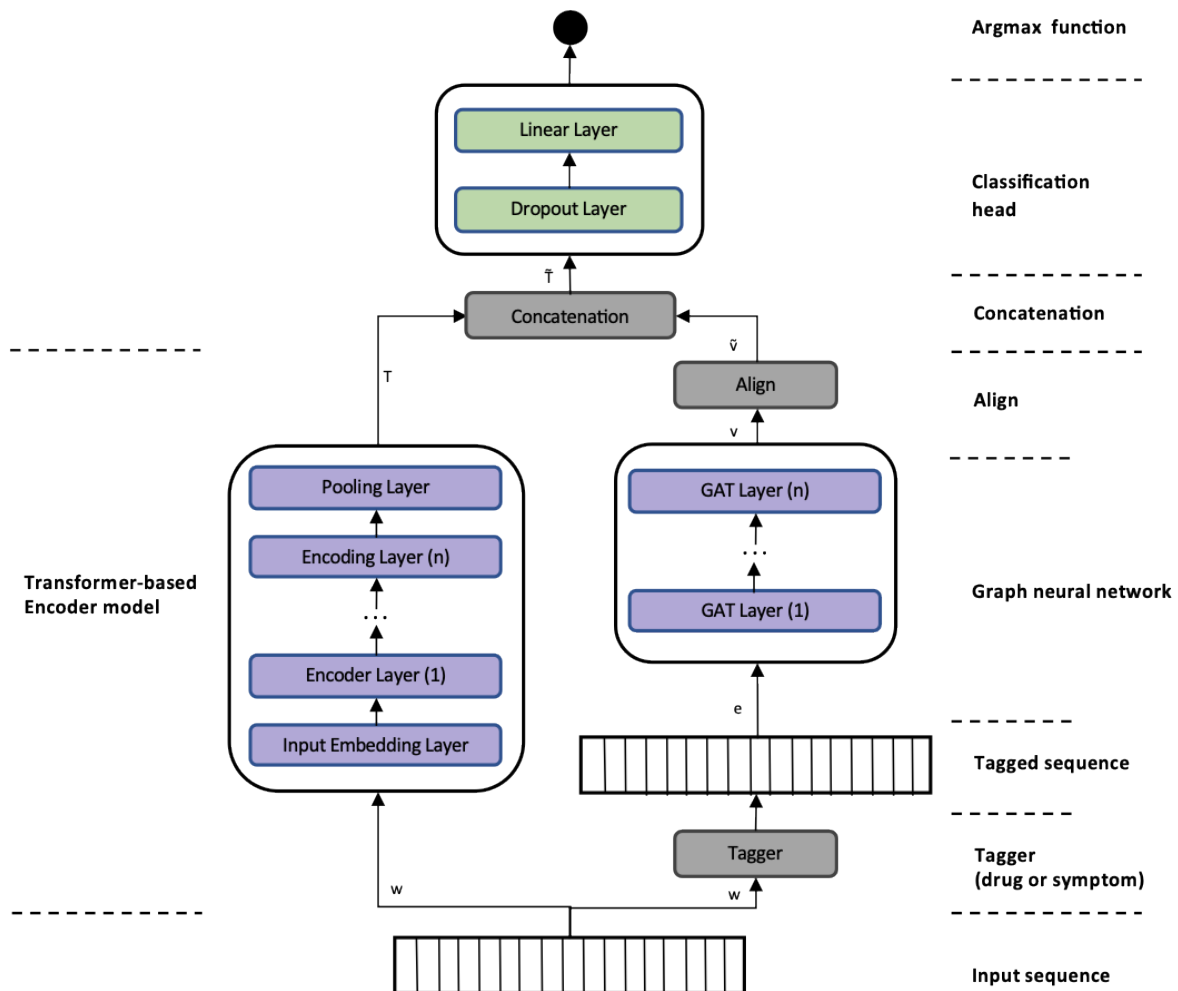 Argmax function
Linear Layer
Dropout Layer
Classification
head
T̃
Concatenation
Concatenation
T
ṽ
Align
Align
v
Pooling Layer
Encoding Layer (n)
...
Encoder Layer (1)
Input Embedding Layer
GAT Layer (n)
...
GAT Layer (1)
Transformer-based
Encoder model
Graph neural network
e
Tagged sequence
Tagger
Tagger
(drug or symptom)
w
w
Input sequence